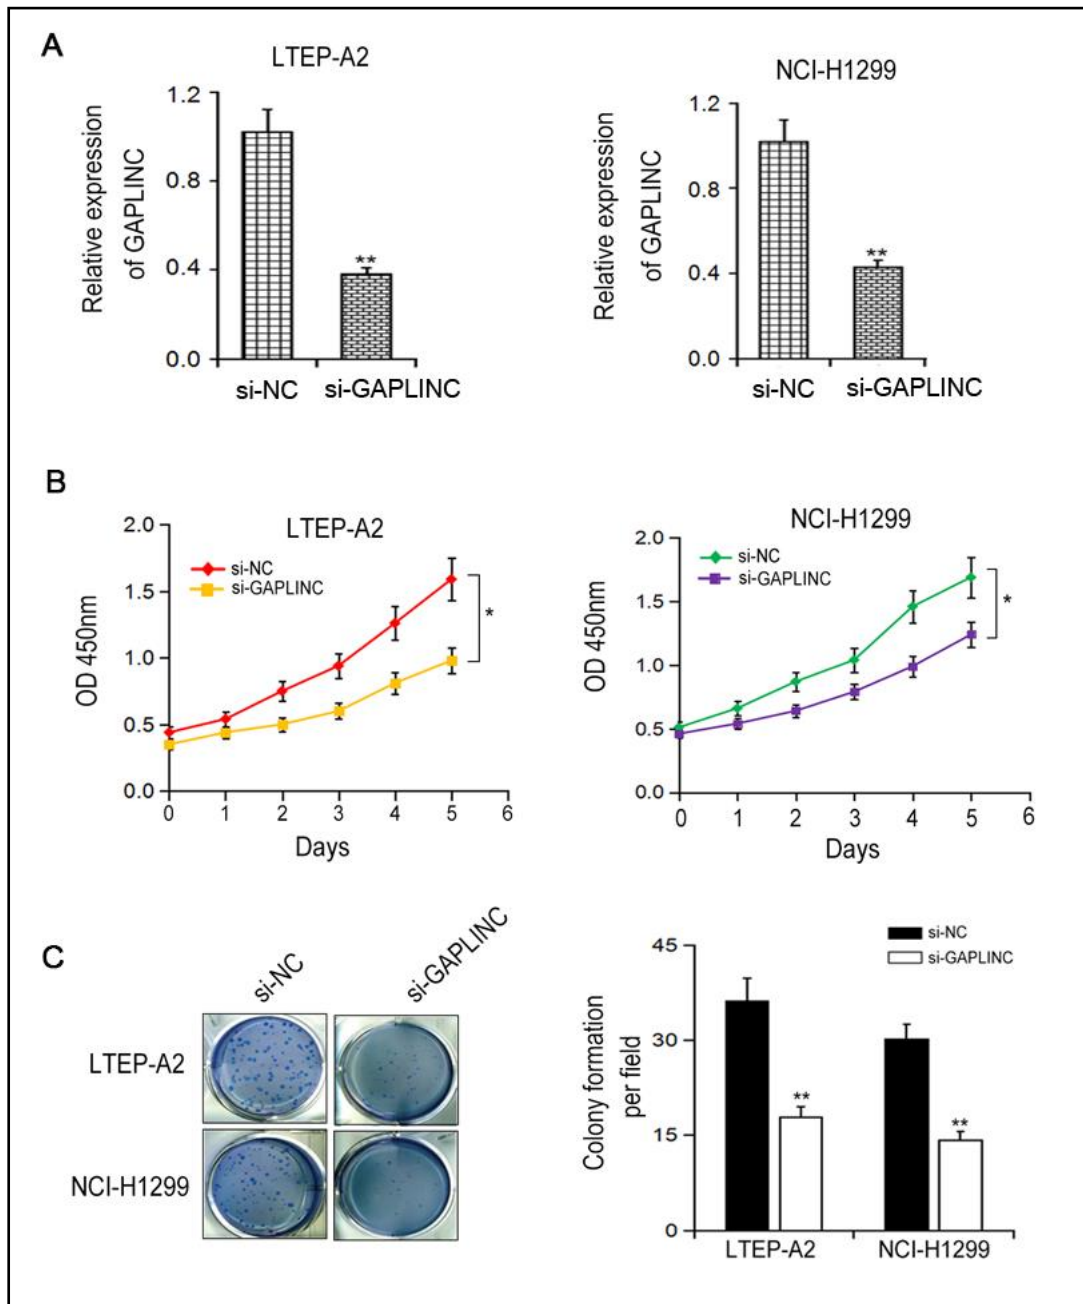 A
LTEP-A2
Relative expression
of GAPLINC
1.2
0.8
0.4
0.0
**
si-NC
si-GAPLINC
NCI-H1299
Relative expression
of GAPLINC
1.2
0.8
0.4
0.0
**
si-NC
si-GAPLINC
B
LTEP-A2
OD 450nm
2.0
1.5
1.0
0.5
0.0
si-NC
si-GAPLINC
*
0 1 2 3 4 5 6
Days
NCI-H1299
OD 450nm
2.0
1.5
1.0
0.5
0.0
si-NC
si-GAPLINC
*
0 1 2 3 4 5 6
Days
C
si-NC
si-GAPLINC
LTEP-A2
NCI-H1299
Colony formation
per field
45
30
15
0
si-NC
si-GAPLINC
**
**
LTEP-A2
NCI-H1299